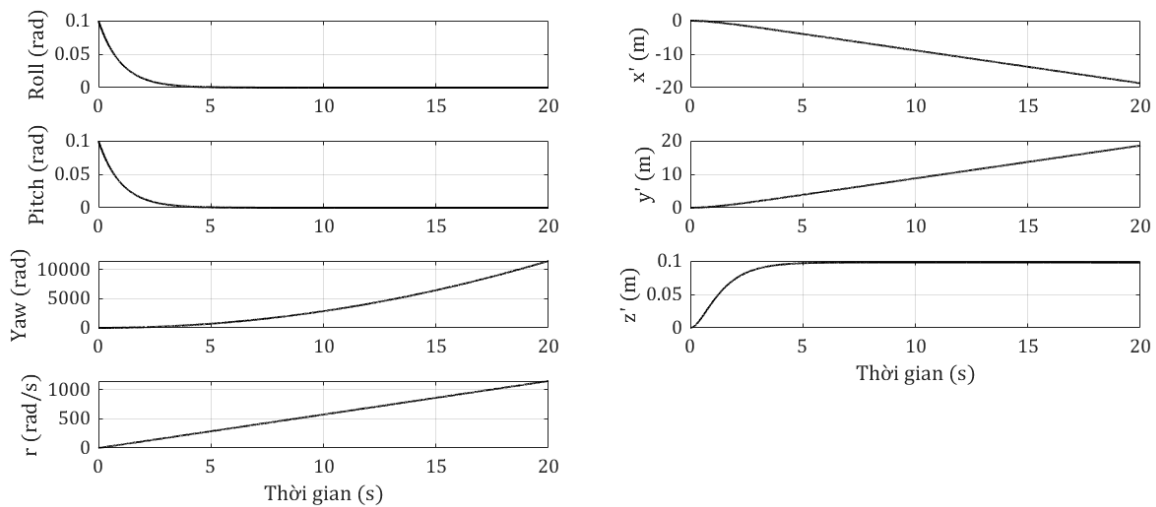 Roll (rad)
0.1
0.05
0
0 5 10 15 20
Pitch (rad)
0.1
0.05
0
0 5 10 15 20
Yaw (rad)
10000
5000
0
0 5 10 15 20
r (rad/s)
1000
500
0
0 5 10 15 20
Thời gian (s)
x' (m)
0
-10
-20
0 5 10 15 20
y' (m)
20
10
0
0 5 10 15 20
z' (m)
0.1
0.05
0
0 5 10 15 20
Thời gian (s)